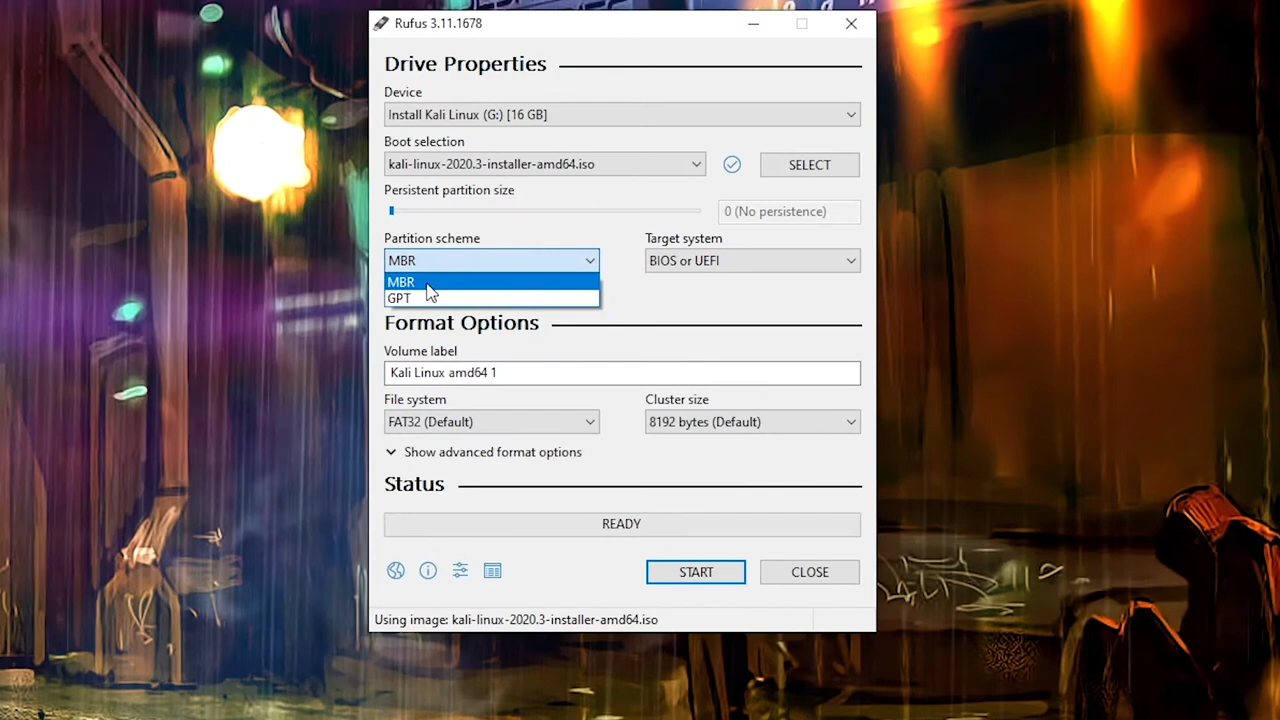 Rufus 3.11.1678
Drive Properties
Device
Install Kali Linux (G:) [16 GB]
Boot selection
kali-linux-2020.3-installer-amd64.iso
SELECT
Persistent partition size
0 (No persistence)
Partition scheme
Target system
MBR
BIOS or UEFI
MBR
GPT
Format Options
Volume label
Kali Linux amd64 1
File system
Cluster size
FAT32 (Default)
8192 bytes (Default)
Show advanced format options
Status
READY
START
CLOSE
Using image: kali-linux-2020.3-installer-amd64.iso